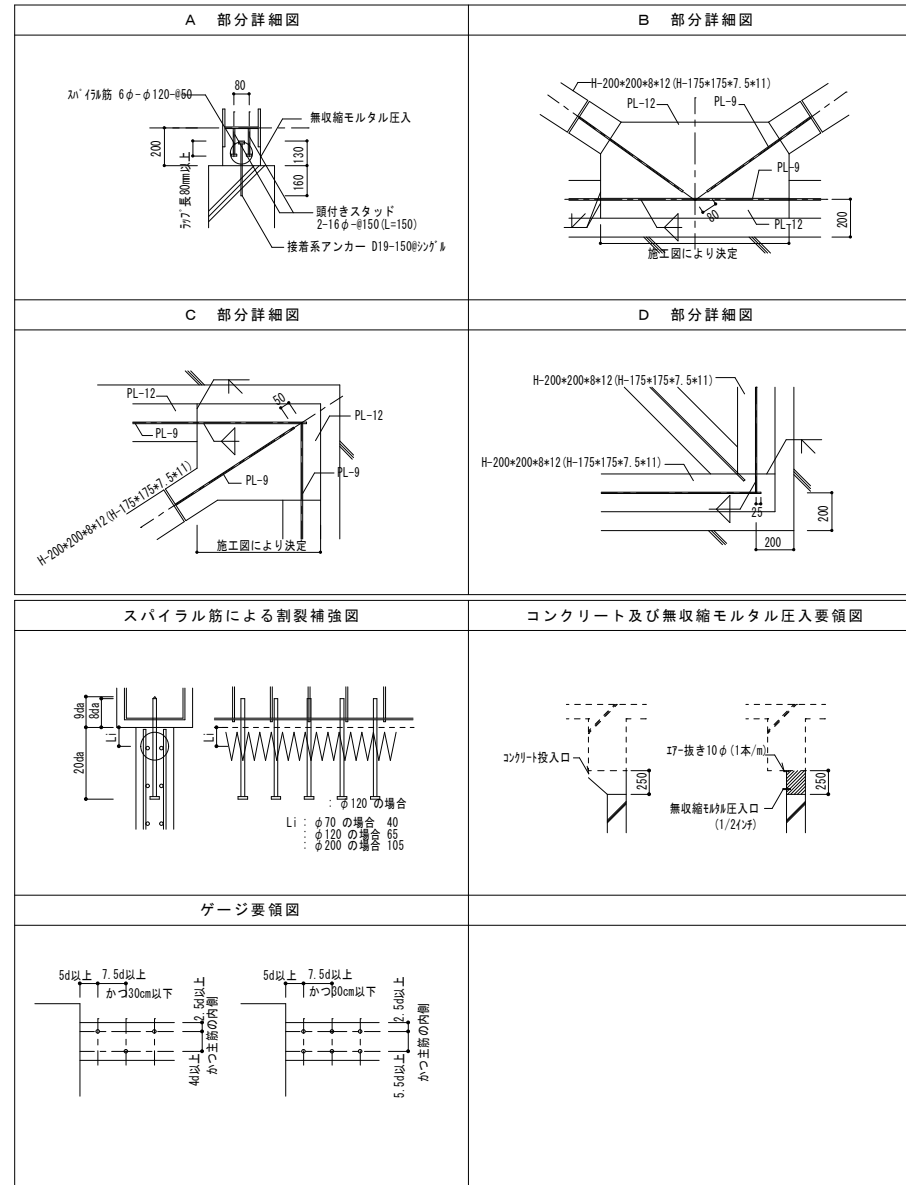 A 部分詳細図
B 部分詳細図
80
スパイラル筋 6φ-φ120-@50
無収縮モルタル圧入
200
ラップ長80mm以上
130
160
頭付きスタッド
2-16φ-@150(L=150)
接着系アンカー D19-150@シングル
H-200*200*8*12(H-175*175*7.5*11)
PL-12
PL-9
PL-9
80
PL-12
200
施工図により決定
C 部分詳細図
D 部分詳細図
PL-12
50
PL-12
PL-9
PL-9
PL-9
H-200*200*8*12(H-175*175*7.5*11)
施工図により決定
H-200*200*8*12(H-175*175*7.5*11)
H-200*200*8*12(H-175*175*7.5*11)
25
200
200
スパイラル筋による割裂補強図
コンクリート及び無収縮モルタル圧入要領図
9da
8da
Li
20da
Li
: φ120 の場合
Li : φ70 の場合 40
: φ120 の場合 65
: φ200 の場合 105
コンクリート投入口
250
エアー抜き10φ(1本/m)
250
無収縮モルタル圧入口
(1/2インチ)
ゲージ要領図
5d以上 7.5d以上
かつ30cm以下
2.5d以上
かつ主筋の内側
4d以上
5d以上 7.5d以上
かつ30cm以下
2.5d以上
かつ主筋の内側
5.5d以上